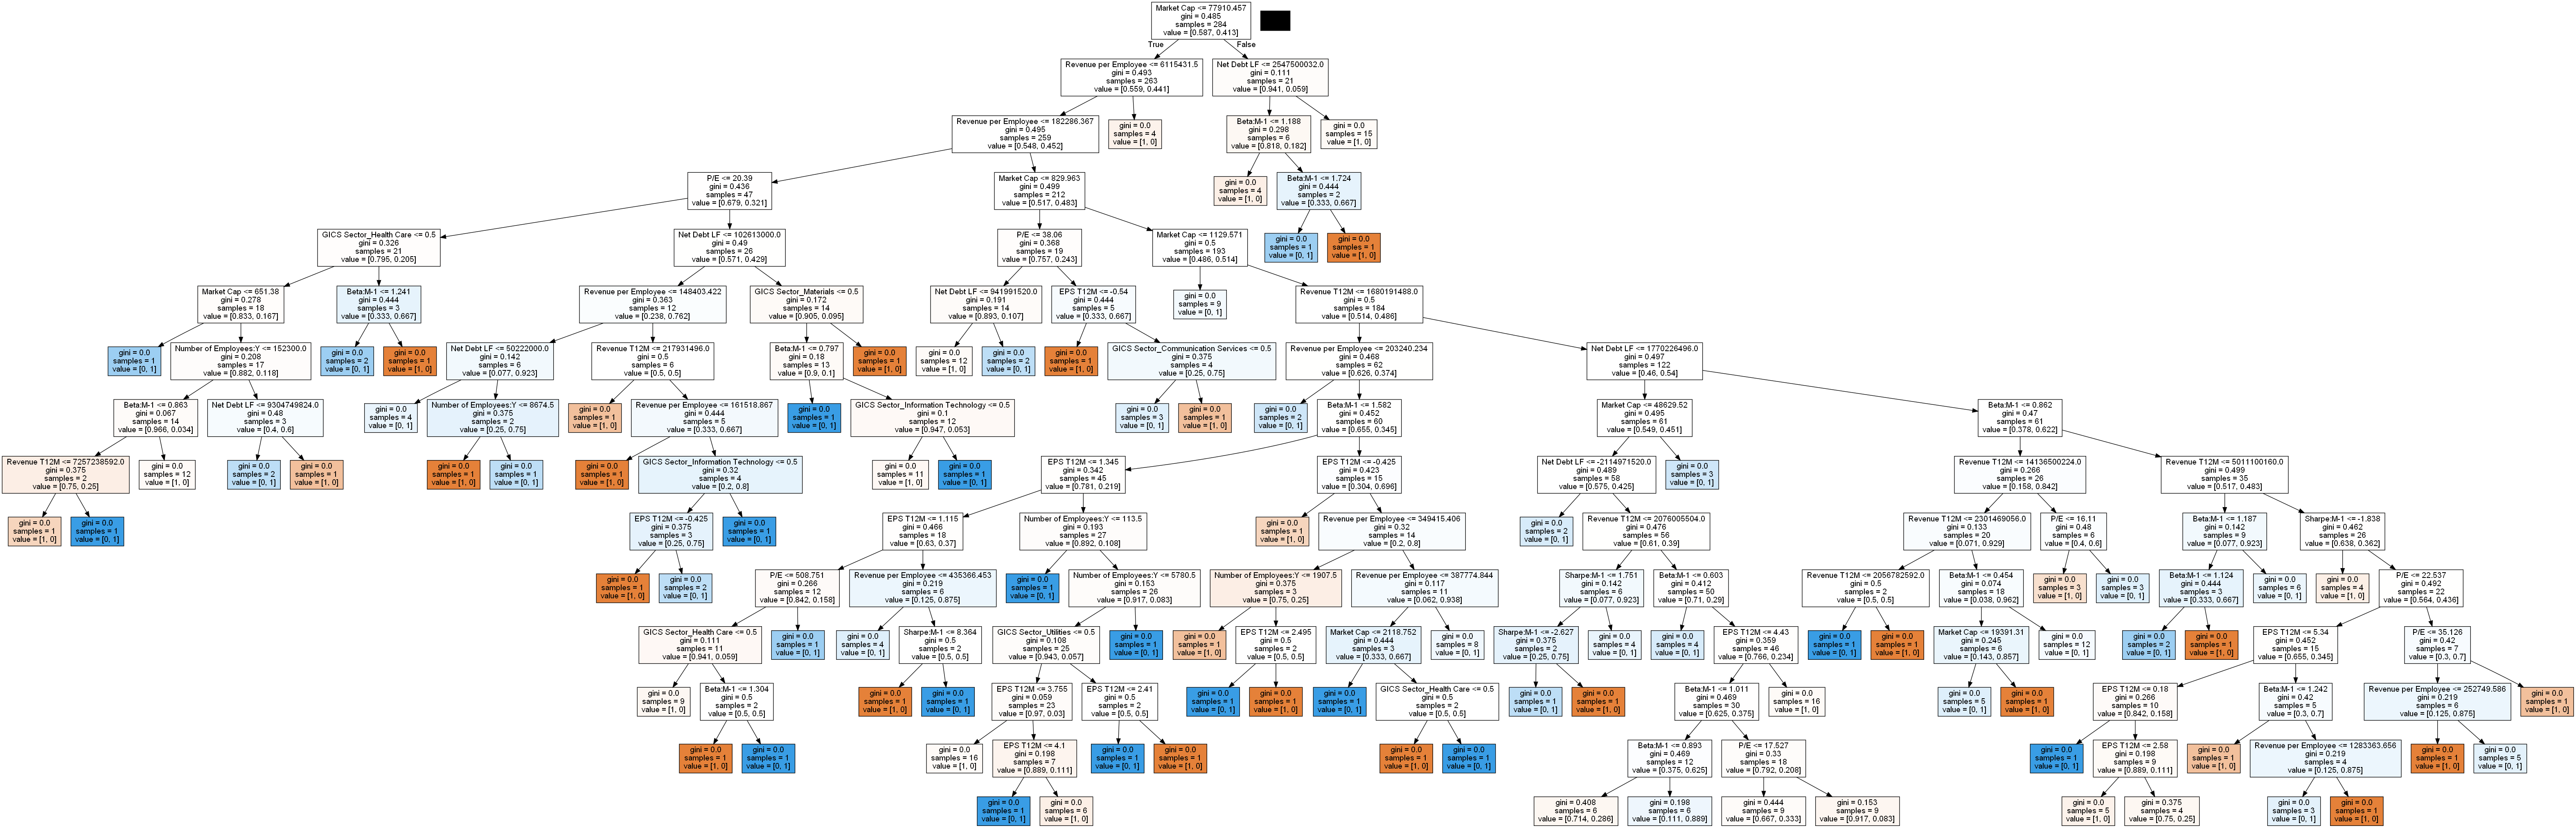 Market Cap <= 77910.457
gini = 0.485
samples = 284
value = [0.587, 0.413]
True
False
Revenue per Employee <= 6115431.5
gini = 0.493
samples = 263
value = [0.559, 0.441]
Net Debt LF <= 2547500032.0
gini = 0.111
samples = 21
value = [0.941, 0.059]
Revenue per Employee <= 182286.367
gini = 0.495
samples = 259
value = [0.548, 0.452]
gini = 0.0
samples = 4
value = [1, 0]
Beta:M-1 <= 1.188
gini = 0.298
samples = 6
value = [0.818, 0.182]
gini = 0.0
samples = 15
value = [1, 0]
P/E <= 20.39
gini = 0.436
samples = 47
value = [0.679, 0.321]
Market Cap <= 829.963
gini = 0.499
samples = 212
value = [0.517, 0.483]
gini = 0.0
samples = 4
value = [1, 0]
Beta:M-1 <= 1.724
gini = 0.444
samples = 2
value = [0.333, 0.667]
GICS Sector_Health Care <= 0.5
gini = 0.326
samples = 21
value = [0.795, 0.205]
Net Debt LF <= 102613000.0
gini = 0.49
samples = 26
value = [0.571, 0.429]
P/E <= 38.06
gini = 0.368
samples = 19
value = [0.757, 0.243]
Market Cap <= 1129.571
gini = 0.5
samples = 193
value = [0.486, 0.514]
gini = 0.0
samples = 1
value = [0, 1]
gini = 0.0
samples = 1
value = [1, 0]
Market Cap <= 651.38
gini = 0.278
samples = 18
value = [0.833, 0.167]
Beta:M-1 <= 1.241
gini = 0.444
samples = 3
value = [0.333, 0.667]
Revenue per Employee <= 148403.422
gini = 0.363
samples = 12
value = [0.238, 0.762]
GICS Sector_Materials <= 0.5
gini = 0.172
samples = 14
value = [0.905, 0.095]
Net Debt LF <= 941991520.0
gini = 0.191
samples = 14
value = [0.893, 0.107]
EPS T12M <= -0.54
gini = 0.444
samples = 5
value = [0.333, 0.667]
gini = 0.0
samples = 9
value = [0, 1]
Revenue T12M <= 1680191488.0
gini = 0.5
samples = 184
value = [0.514, 0.486]
gini = 0.0
samples = 1
value = [0, 1]
Number of Employees:Y <= 152300.0
gini = 0.208
samples = 17
value = [0.882, 0.118]
gini = 0.0
samples = 2
value = [0, 1]
gini = 0.0
samples = 1
value = [1, 0]
Net Debt LF <= 50222000.0
gini = 0.142
samples = 6
value = [0.077, 0.923]
Revenue T12M <= 217931496.0
gini = 0.5
samples = 6
value = [0.5, 0.5]
Beta:M-1 <= 0.797
gini = 0.18
samples = 13
value = [0.9, 0.1]
gini = 0.0
samples = 1
value = [1, 0]
gini = 0.0
samples = 12
value = [1, 0]
gini = 0.0
samples = 2
value = [0, 1]
gini = 0.0
samples = 1
value = [1, 0]
GICS Sector_Communication Services <= 0.5
gini = 0.375
samples = 4
value = [0.25, 0.75]
Revenue per Employee <= 203240.234
gini = 0.468
samples = 62
value = [0.626, 0.374]
Net Debt LF <= 1770226496.0
gini = 0.497
samples = 122
value = [0.46, 0.54]
Beta:M-1 <= 0.863
gini = 0.067
samples = 14
value = [0.966, 0.034]
Net Debt LF <= 9304749824.0
gini = 0.48
samples = 3
value = [0.4, 0.6]
gini = 0.0
samples = 4
value = [0, 1]
Number of Employees:Y <= 8674.5
gini = 0.375
samples = 2
value = [0.25, 0.75]
gini = 0.0
samples = 1
value = [1, 0]
Revenue per Employee <= 161518.867
gini = 0.444
samples = 5
value = [0.333, 0.667]
gini = 0.0
samples = 1
value = [0, 1]
GICS Sector_Information Technology <= 0.5
gini = 0.1
samples = 12
value = [0.947, 0.053]
gini = 0.0
samples = 3
value = [0, 1]
gini = 0.0
samples = 1
value = [1, 0]
gini = 0.0
samples = 2
value = [0, 1]
Beta:M-1 <= 1.582
gini = 0.452
samples = 60
value = [0.655, 0.345]
Market Cap <= 48629.52
gini = 0.495
samples = 61
value = [0.549, 0.451]
Beta:M-1 <= 0.862
gini = 0.47
samples = 61
value = [0.378, 0.622]
Revenue T12M <= 7257238592.0
gini = 0.375
samples = 2
value = [0.75, 0.25]
gini = 0.0
samples = 12
value = [1, 0]
gini = 0.0
samples = 2
value = [0, 1]
gini = 0.0
samples = 1
value = [1, 0]
gini = 0.0
samples = 1
value = [1, 0]
gini = 0.0
samples = 1
value = [0, 1]
gini = 0.0
samples = 1
value = [1, 0]
GICS Sector_Information Technology <= 0.5
gini = 0.32
samples = 4
value = [0.2, 0.8]
gini = 0.0
samples = 11
value = [1, 0]
gini = 0.0
samples = 1
value = [0, 1]
EPS T12M <= 1.345
gini = 0.342
samples = 45
value = [0.781, 0.219]
EPS T12M <= -0.425
gini = 0.423
samples = 15
value = [0.304, 0.696]
Net Debt LF <= -2114971520.0
gini = 0.489
samples = 58
value = [0.575, 0.425]
gini = 0.0
samples = 3
value = [0, 1]
Revenue T12M <= 14136500224.0
gini = 0.266
samples = 26
value = [0.158, 0.842]
Revenue T12M <= 5011100160.0
gini = 0.499
samples = 35
value = [0.517, 0.483]
gini = 0.0
samples = 1
value = [1, 0]
gini = 0.0
samples = 1
value = [0, 1]
EPS T12M <= -0.425
gini = 0.375
samples = 3
value = [0.25, 0.75]
gini = 0.0
samples = 1
value = [0, 1]
EPS T12M <= 1.115
gini = 0.466
samples = 18
value = [0.63, 0.37]
Number of Employees:Y <= 113.5
gini = 0.193
samples = 27
value = [0.892, 0.108]
gini = 0.0
samples = 1
value = [1, 0]
Revenue per Employee <= 349415.406
gini = 0.32
samples = 14
value = [0.2, 0.8]
gini = 0.0
samples = 2
value = [0, 1]
Revenue T12M <= 2076005504.0
gini = 0.476
samples = 56
value = [0.61, 0.39]
Revenue T12M <= 2301469056.0
gini = 0.133
samples = 20
value = [0.071, 0.929]
P/E <= 16.11
gini = 0.48
samples = 6
value = [0.4, 0.6]
Beta:M-1 <= 1.187
gini = 0.142
samples = 9
value = [0.077, 0.923]
Sharpe:M-1 <= -1.838
gini = 0.462
samples = 26
value = [0.638, 0.362]
gini = 0.0
samples = 1
value = [1, 0]
gini = 0.0
samples = 2
value = [0, 1]
P/E <= 508.751
gini = 0.266
samples = 12
value = [0.842, 0.158]
Revenue per Employee <= 435366.453
gini = 0.219
samples = 6
value = [0.125, 0.875]
gini = 0.0
samples = 1
value = [0, 1]
Number of Employees:Y <= 5780.5
gini = 0.153
samples = 26
value = [0.917, 0.083]
Number of Employees:Y <= 1907.5
gini = 0.375
samples = 3
value = [0.75, 0.25]
Revenue per Employee <= 387774.844
gini = 0.117
samples = 11
value = [0.062, 0.938]
Sharpe:M-1 <= 1.751
gini = 0.142
samples = 6
value = [0.077, 0.923]
Beta:M-1 <= 0.603
gini = 0.412
samples = 50
value = [0.71, 0.29]
Revenue T12M <= 2056782592.0
gini = 0.5
samples = 2
value = [0.5, 0.5]
Beta:M-1 <= 0.454
gini = 0.074
samples = 18
value = [0.038, 0.962]
gini = 0.0
samples = 3
value = [1, 0]
gini = 0.0
samples = 3
value = [0, 1]
Beta:M-1 <= 1.124
gini = 0.444
samples = 3
value = [0.333, 0.667]
gini = 0.0
samples = 6
value = [0, 1]
gini = 0.0
samples = 4
value = [1, 0]
P/E <= 22.537
gini = 0.492
samples = 22
value = [0.564, 0.436]
GICS Sector_Health Care <= 0.5
gini = 0.111
samples = 11
value = [0.941, 0.059]
gini = 0.0
samples = 1
value = [0, 1]
gini = 0.0
samples = 4
value = [0, 1]
Sharpe:M-1 <= 8.364
gini = 0.5
samples = 2
value = [0.5, 0.5]
GICS Sector_Utilities <= 0.5
gini = 0.108
samples = 25
value = [0.943, 0.057]
gini = 0.0
samples = 1
value = [0, 1]
gini = 0.0
samples = 1
value = [1, 0]
EPS T12M <= 2.495
gini = 0.5
samples = 2
value = [0.5, 0.5]
Market Cap <= 2118.752
gini = 0.444
samples = 3
value = [0.333, 0.667]
gini = 0.0
samples = 8
value = [0, 1]
Sharpe:M-1 <= -2.627
gini = 0.375
samples = 2
value = [0.25, 0.75]
gini = 0.0
samples = 4
value = [0, 1]
gini = 0.0
samples = 4
value = [0, 1]
EPS T12M <= 4.43
gini = 0.359
samples = 46
value = [0.766, 0.234]
gini = 0.0
samples = 1
value = [0, 1]
gini = 0.0
samples = 1
value = [1, 0]
Market Cap <= 19391.31
gini = 0.245
samples = 6
value = [0.143, 0.857]
gini = 0.0
samples = 12
value = [0, 1]
gini = 0.0
samples = 2
value = [0, 1]
gini = 0.0
samples = 1
value = [1, 0]
EPS T12M <= 5.34
gini = 0.452
samples = 15
value = [0.655, 0.345]
P/E <= 35.126
gini = 0.42
samples = 7
value = [0.3, 0.7]
gini = 0.0
samples = 9
value = [1, 0]
Beta:M-1 <= 1.304
gini = 0.5
samples = 2
value = [0.5, 0.5]
gini = 0.0
samples = 1
value = [1, 0]
gini = 0.0
samples = 1
value = [0, 1]
EPS T12M <= 3.755
gini = 0.059
samples = 23
value = [0.97, 0.03]
EPS T12M <= 2.41
gini = 0.5
samples = 2
value = [0.5, 0.5]
gini = 0.0
samples = 1
value = [0, 1]
gini = 0.0
samples = 1
value = [1, 0]
gini = 0.0
samples = 1
value = [0, 1]
GICS Sector_Health Care <= 0.5
gini = 0.5
samples = 2
value = [0.5, 0.5]
gini = 0.0
samples = 1
value = [0, 1]
gini = 0.0
samples = 1
value = [1, 0]
Beta:M-1 <= 1.011
gini = 0.469
samples = 30
value = [0.625, 0.375]
gini = 0.0
samples = 16
value = [1, 0]
gini = 0.0
samples = 5
value = [0, 1]
gini = 0.0
samples = 1
value = [1, 0]
EPS T12M <= 0.18
gini = 0.266
samples = 10
value = [0.842, 0.158]
Beta:M-1 <= 1.242
gini = 0.42
samples = 5
value = [0.3, 0.7]
Revenue per Employee <= 252749.586
gini = 0.219
samples = 6
value = [0.125, 0.875]
gini = 0.0
samples = 1
value = [1, 0]
gini = 0.0
samples = 1
value = [1, 0]
gini = 0.0
samples = 1
value = [0, 1]
gini = 0.0
samples = 16
value = [1, 0]
EPS T12M <= 4.1
gini = 0.198
samples = 7
value = [0.889, 0.111]
gini = 0.0
samples = 1
value = [0, 1]
gini = 0.0
samples = 1
value = [1, 0]
gini = 0.0
samples = 1
value = [1, 0]
gini = 0.0
samples = 1
value = [0, 1]
Beta:M-1 <= 0.893
gini = 0.469
samples = 12
value = [0.375, 0.625]
P/E <= 17.527
gini = 0.33
samples = 18
value = [0.792, 0.208]
gini = 0.0
samples = 1
value = [0, 1]
EPS T12M <= 2.58
gini = 0.198
samples = 9
value = [0.889, 0.111]
gini = 0.0
samples = 1
value = [1, 0]
Revenue per Employee <= 1283363.656
gini = 0.219
samples = 4
value = [0.125, 0.875]
gini = 0.0
samples = 1
value = [1, 0]
gini = 0.0
samples = 5
value = [0, 1]
gini = 0.0
samples = 1
value = [0, 1]
gini = 0.0
samples = 6
value = [1, 0]
gini = 0.408
samples = 6
value = [0.714, 0.286]
gini = 0.198
samples = 6
value = [0.111, 0.889]
gini = 0.444
samples = 9
value = [0.667, 0.333]
gini = 0.153
samples = 9
value = [0.917, 0.083]
gini = 0.0
samples = 5
value = [1, 0]
gini = 0.375
samples = 4
value = [0.75, 0.25]
gini = 0.0
samples = 3
value = [0, 1]
gini = 0.0
samples = 1
value = [1, 0]